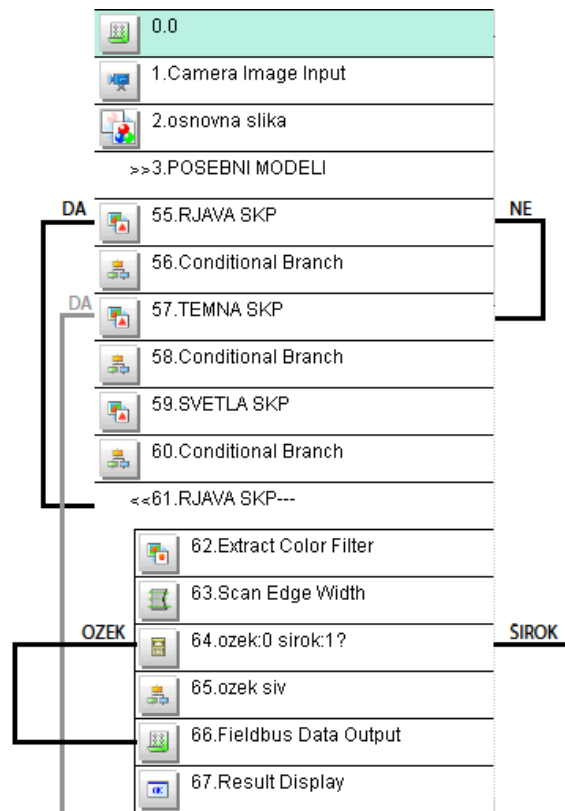 0.0
1.Camera Image Input
2.osnovna slika
>>3.POSEBNI MODELI
DA
55.RJAVA SKP
NE
56.Conditional Branch
DA
57.TEMNA SKP
58.Conditional Branch
59.SVETLA SKP
60.Conditional Branch
<<61.RJAVA SKP---
62.Extract Color Filter
63.Scan Edge Width
OZEK
64.ozek:0 sirok:1?
ŠIROK
65.ozek siv
66.Fieldbus Data Output
67.Result Display